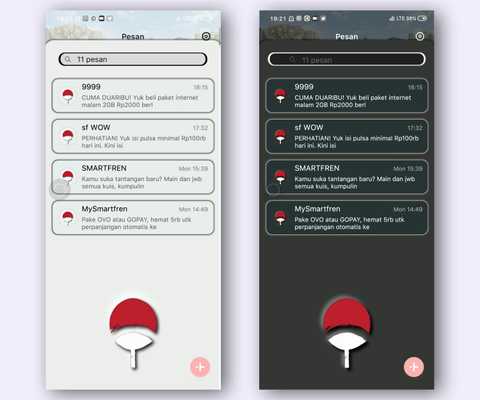 Pesan
11 pesan
9999 18:15
CUMA DUARIBU! Yuk beli paket internet
malam 2GB Rp2000 berl
sf WOW 17:32
PERHATIAN! Yuk isi pulsa minimal Rp100rb
hari ini. Kini isi
SMARTFREN Mon 15:39
Kamu suka tantangan baru? Main dan jwb
semua kuis, kumpulin
MySmartfren Mon 14:49
Pake OVO atau GOPAY, hemat 5rb utk
perpanjangan otomatis ke
19:21 LTE 98%
Pesan
11 pesan
9999 18:15
CUMA DUARIBU! Yuk beli paket internet
malam 2GB Rp2000 berl
sf WOW 17:32
PERHATIAN! Yuk isi pulsa minimal Rp100rb
hari ini. Kini isi
SMARTFREN Mon 15:39
Kamu suka tantangan baru? Main dan jwb
semua kuis, kumpulin
MySmartfren Mon 14:49
Pake OVO atau GOPAY, hemat 5rb utk
perpanjangan otomatis ke